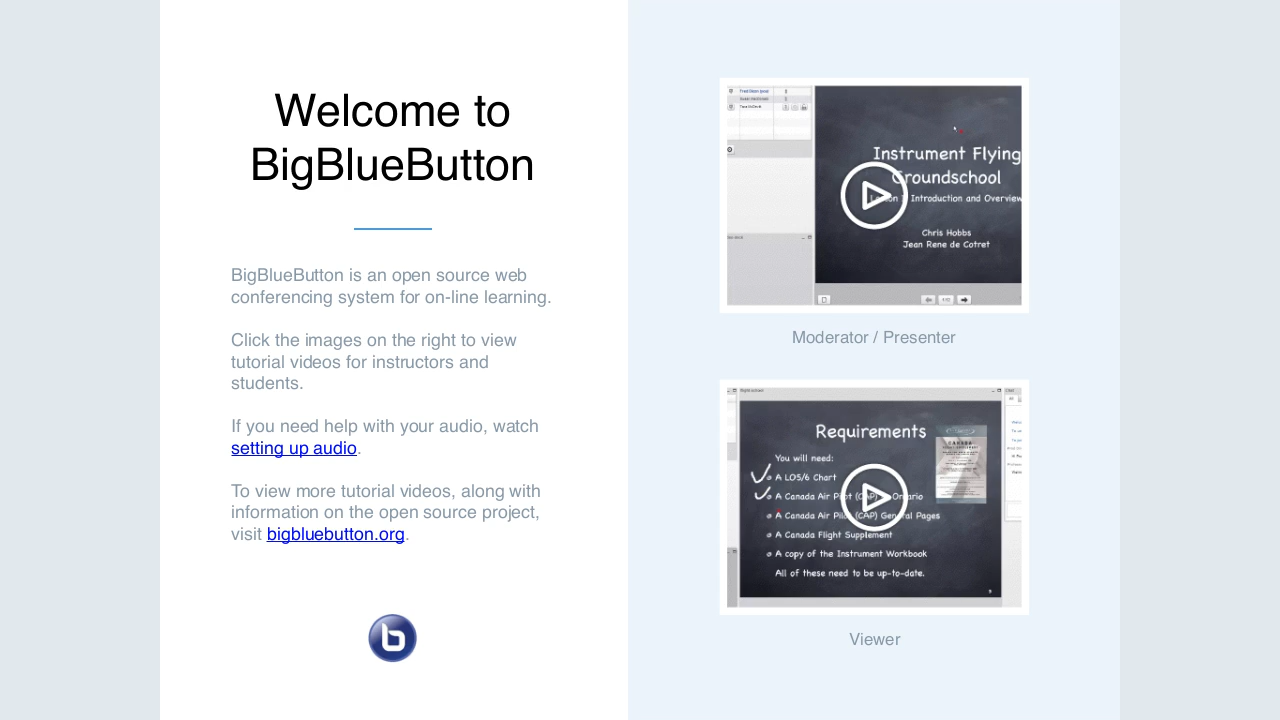 Welcome to
BigBlueButton
BigBlueButton is an open source web
conferencing system for on-line learning.
Click the images on the right to view
tutorial videos for instructors and
students.
If you need help with your audio, watch
setting up audio.
To view more tutorial videos, along with
information on the open source project,
visit bigbluebutton.org.
b
Instrument Flying
Groundschool
Introduction and Overview
Chris Hobbs
Jean Rene de Cotret
Moderator / Presenter
Requirements
You will need:
A LO5/6 Chart
A Canada Air Pilot (CAP) Ontario
A Canada Air Pilot (CAP) General Pages
A Canada Flight Supplement
A copy of the Instrument Workbook
All of these need to be up-to-date.
CANADA
Viewer